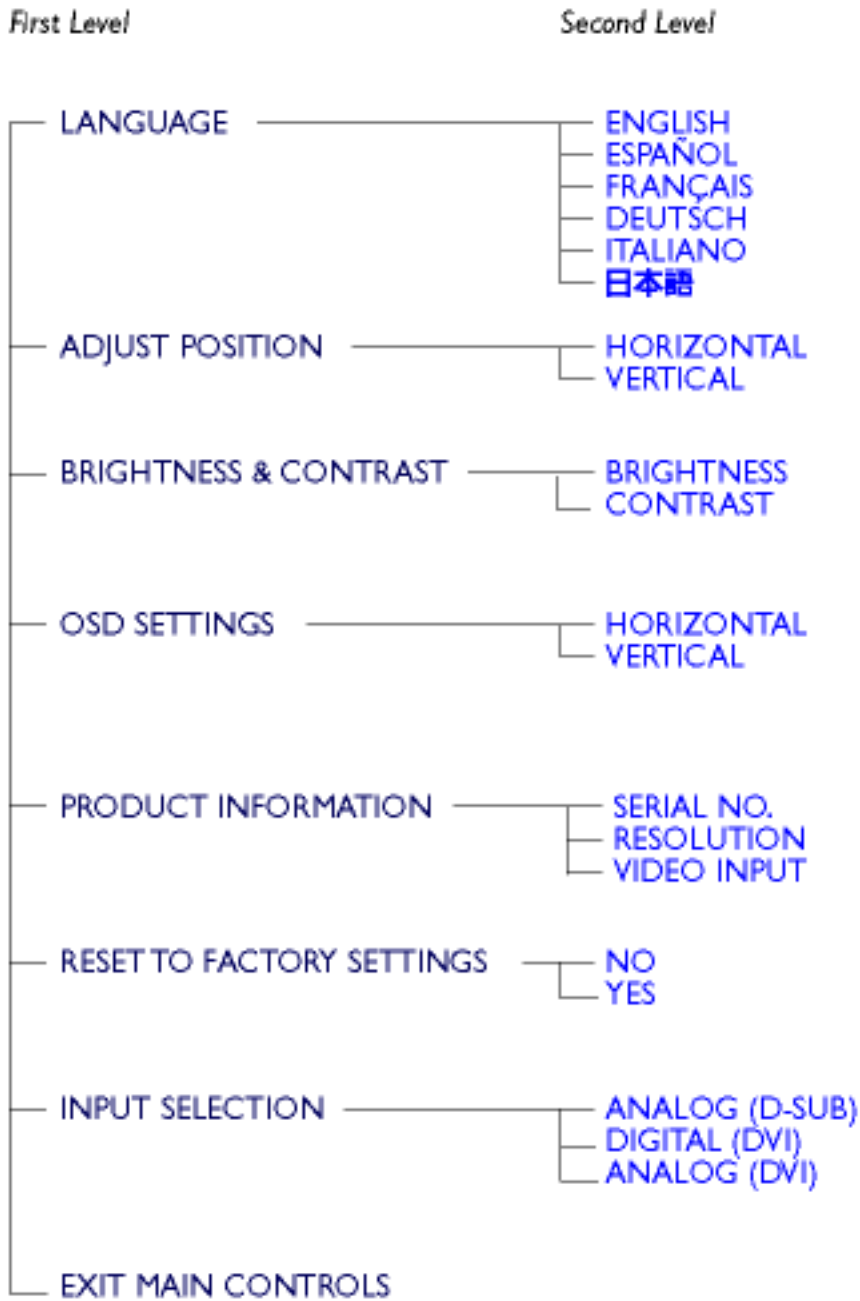 First Level Second Level
LANGUAGE ENGLISH
ESPAÑOL
FRANÇAIS
DEUTSCH
ITALIANO
日本語
ADJUST POSITION HORIZONTAL
VERTICAL
BRIGHTNESS & CONTRAST BRIGHTNESS
CONTRAST
OSD SETTINGS HORIZONTAL
VERTICAL
PRODUCT INFORMATION SERIAL NO.
RESOLUTION
VIDEO INPUT
RESET TO FACTORY SETTINGS NO
YES
INPUT SELECTION ANALOG (D-SUB)
DIGITAL (DVI)
ANALOG (DVI)
EXIT MAIN CONTROLS